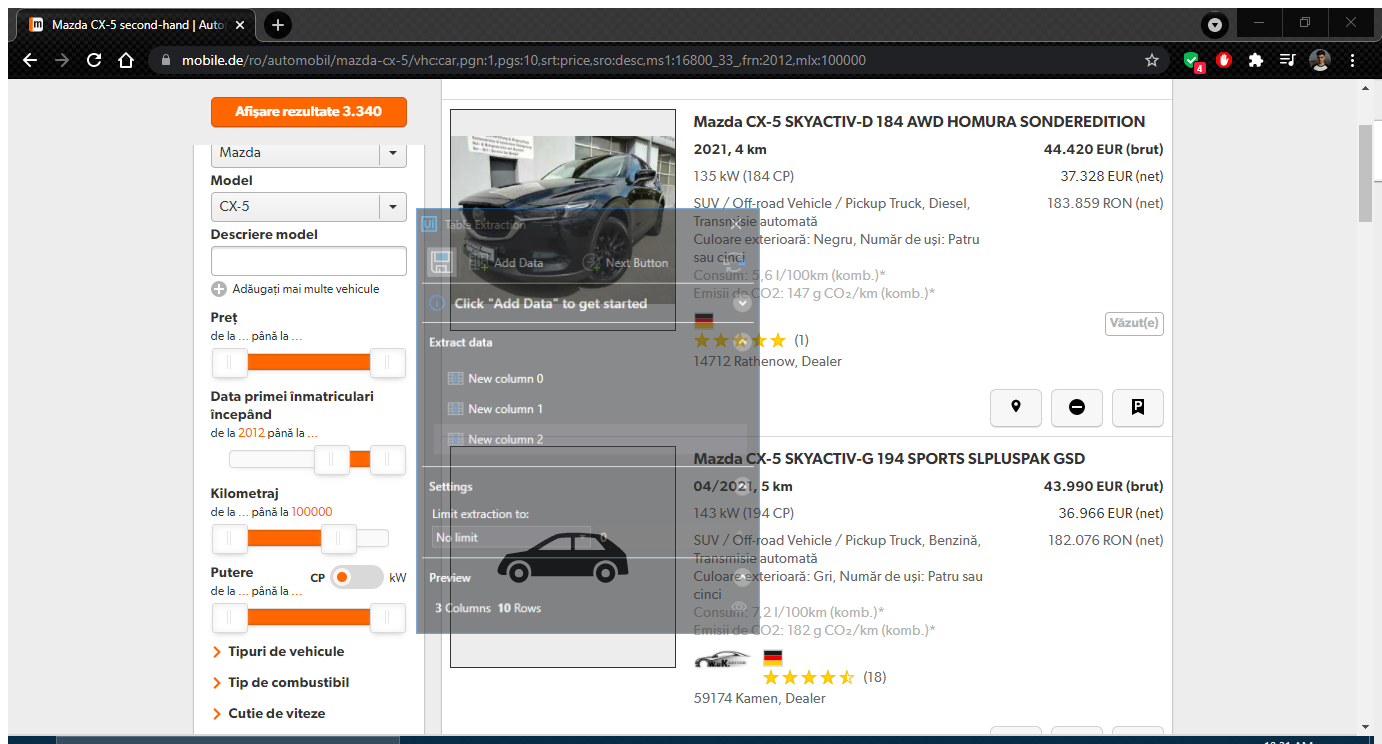 Mazda CX-5 second-hand | Auto
mobile.de/ro/automobil/mazda-cx-5/vhc:car,pgn:1,pgs:10,srt:price,sro:desc,ms1:16800_33_,frn:2012,mlx:100000
4
Afișare rezultate 3.340
Mazda
Model
CX-5
Descriere model
Adăugați mai multe vehicule
Preț
de la ... până la ...
Data primei înmatriculari
începând
de la 2012 până la ...
Kilometraj
de la ... până la 100000
Putere
CP
kW
de la ... până la ...
Tipuri de vehicule
Tip de combustibil
Cutie de viteze
Ui Table Extraction
Add Data
Next Button
Click "Add Data" to get started
Extract data
New column 0
New column 1
New column 2
Settings
Limit extraction to:
No limit
0
Preview
3 Columns 10 Rows
Mazda CX-5 SKYACTIV-D 184 AWD HOMURA SONDEREDITION
2021, 4 km
44.420 EUR (brut)
135 kW (184 CP)
37.328 EUR (net)
SUV / Off-road Vehicle / Pickup Truck, Diesel,
183.859 RON (net)
Transmisie automată
Culoare exterioară: Negru, Număr de uși: Patru
sau cinci
Consum: 5,6 l/100km (komb.)*
Emisii de CO2: 147 g CO₂/km (komb.)*
Văzut(e)
(1)
14712 Rathenow, Dealer
Mazda CX-5 SKYACTIV-G 194 SPORTS SLPLUSPAK GSD
04/2021, 5 km
43.990 EUR (brut)
143 kW (194 CP)
36.966 EUR (net)
SUV / Off-road Vehicle / Pickup Truck, Benzină,
182.076 RON (net)
Transmisie automată
Culoare exterioară: Gri, Număr de uși: Patru sau
cinci
Consum: 7,2 l/100km (komb.)*
Emisii de CO2: 182 g CO₂/km (komb.)*
(18)
59174 Kamen, Dealer